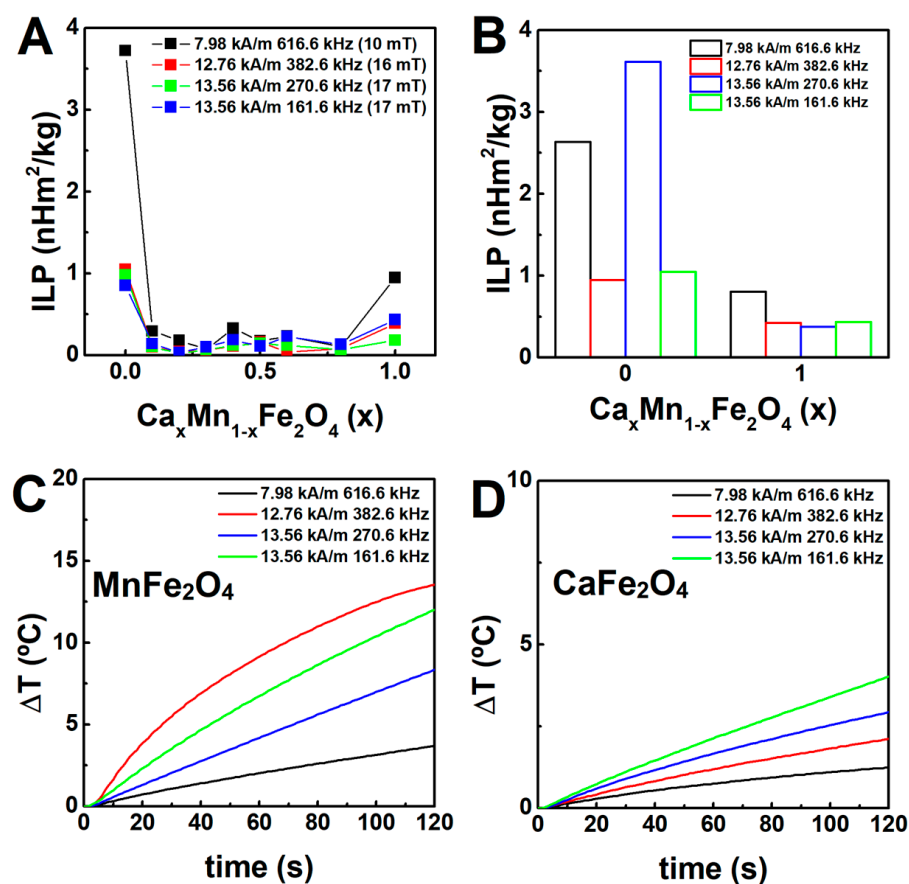 A
7.98 kA/m 616.6 kHz (10 mT)
12.76 kA/m 382.6 kHz (16 mT)
13.56 kA/m 270.6 kHz (17 mT)
13.56 kA/m 161.6 kHz (17 mT)
4
3
2
1
0
ILP (nHm²/kg)
0.0 0.5 1.0
CaₓMn₁₋ₓFe₂O₄ (x)
B
7.98 kA/m 616.6 kHz
12.76 kA/m 382.6 kHz
13.56 kA/m 270.6 kHz
13.56 kA/m 161.6 kHz
4
3
2
1
0
ILP (nHm²/kg)
0 1
CaₓMn₁₋ₓFe₂O₄ (x)
C
7.98 kA/m 616.6 kHz
12.76 kA/m 382.6 kHz
13.56 kA/m 270.6 kHz
13.56 kA/m 161.6 kHz
MnFe₂O₄
20
15
10
5
0
ΔT (ºC)
0 20 40 60 80 100 120
time (s)
D
7.98 kA/m 616.6 kHz
12.76 kA/m 382.6 kHz
13.56 kA/m 270.6 kHz
13.56 kA/m 161.6 kHz
CaFe₂O₄
10
5
0
ΔT (ºC)
0 20 40 60 80 100 120
time (s)